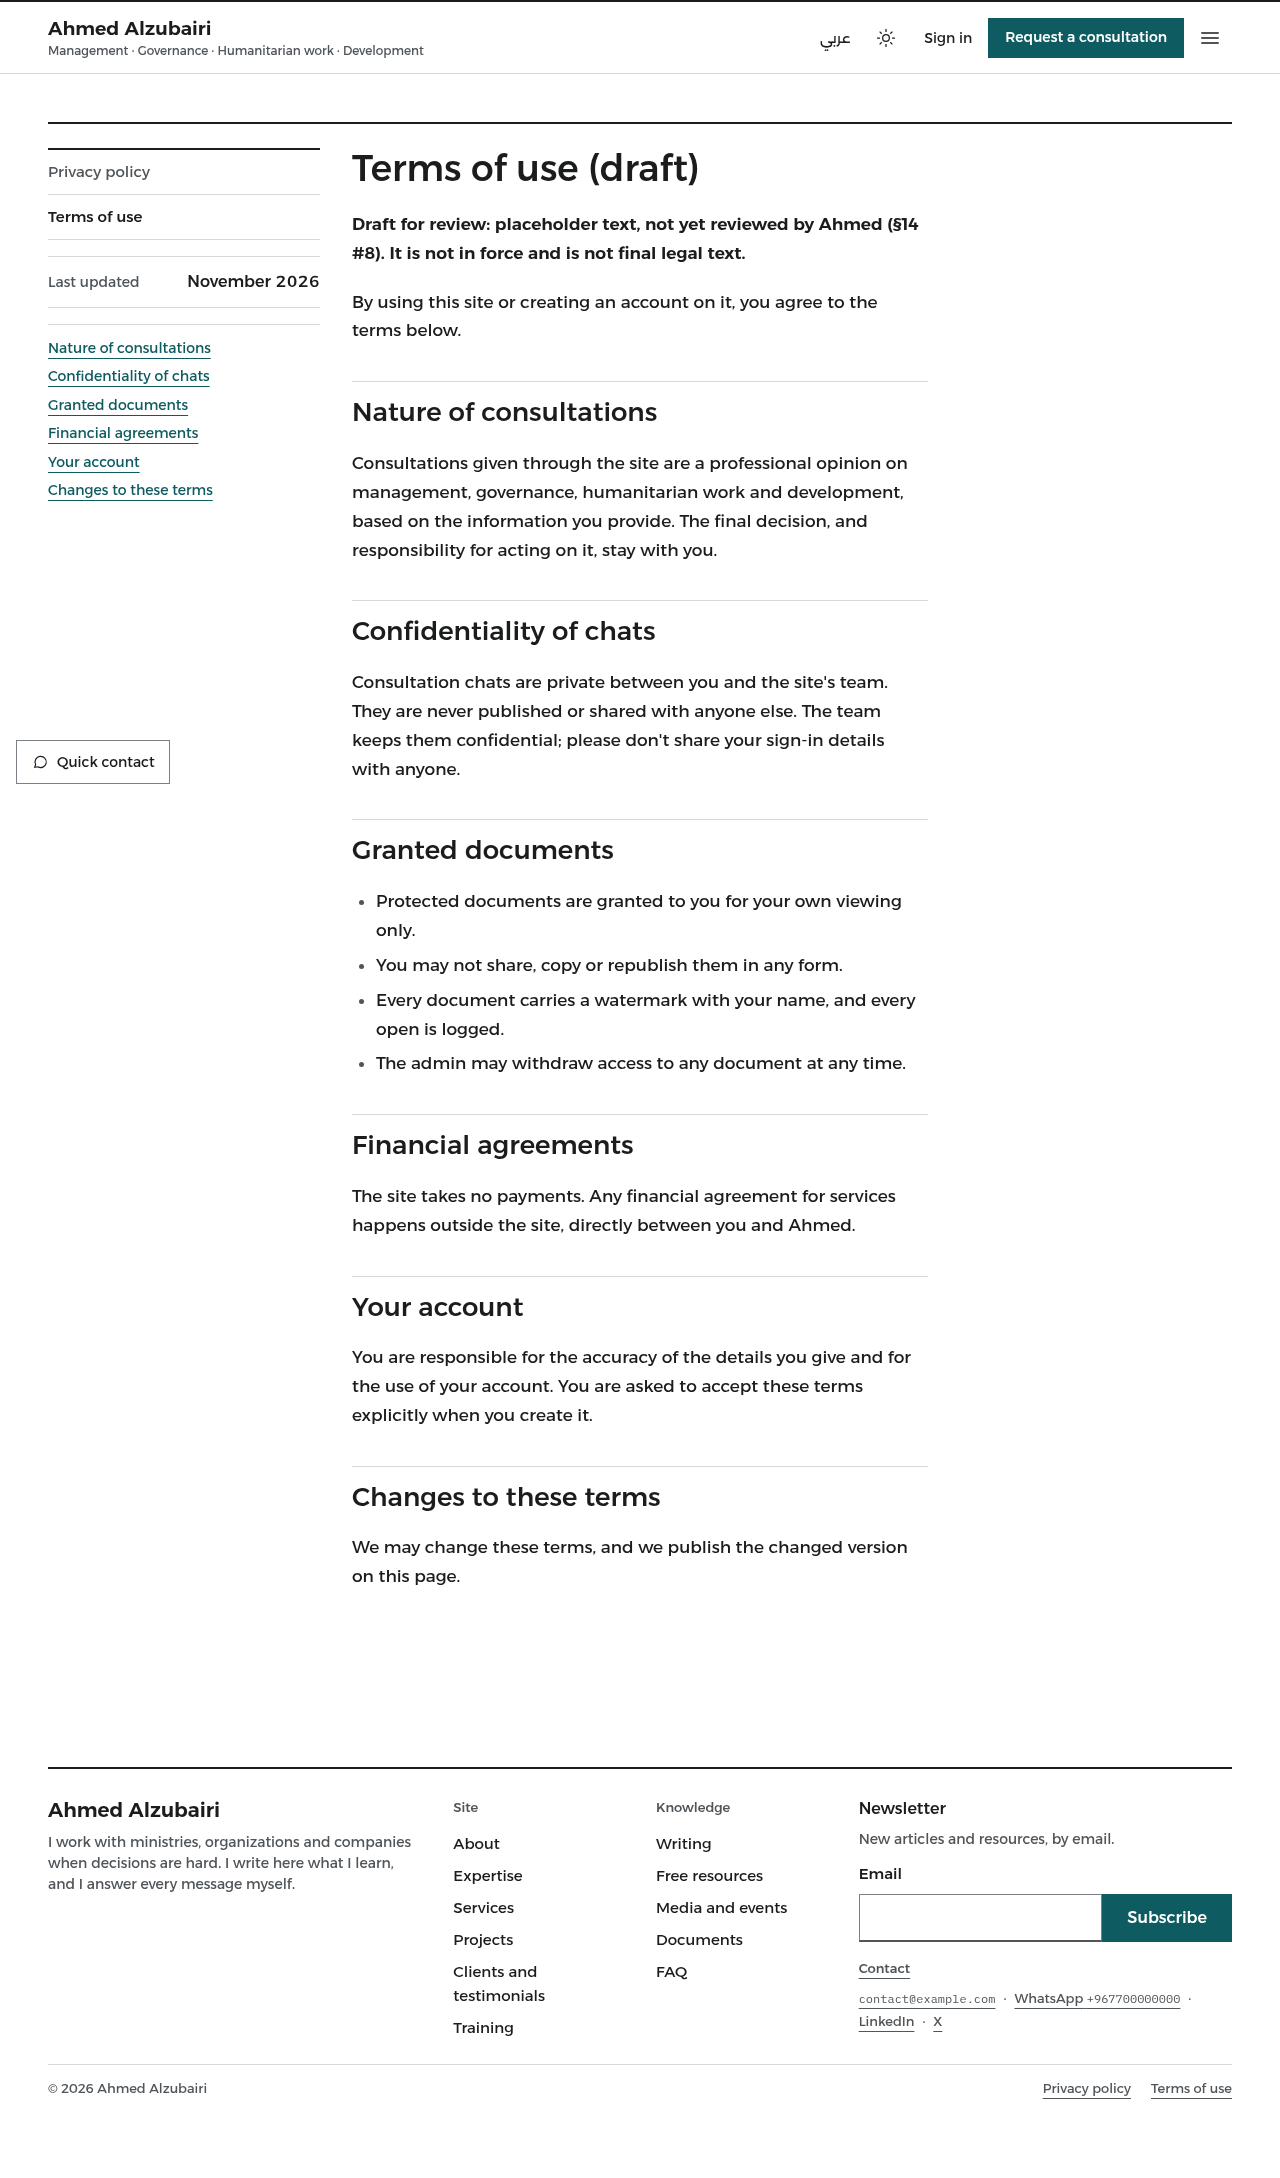 Ahmed Alzubairi
Management · Governance · Humanitarian work · Development
عربي
Sign in
Request a consultation
Privacy policy
Terms of use
Last updated November 2026
Nature of consultations
Confidentiality of chats
Granted documents
Financial agreements
Your account
Changes to these terms
Quick contact
Terms of use (draft)
Draft for review: placeholder text, not yet reviewed by Ahmed (§14
#8). It is not in force and is not final legal text.
By using this site or creating an account on it, you agree to the
terms below.
Nature of consultations
Consultations given through the site are a professional opinion on
management, governance, humanitarian work and development,
based on the information you provide. The final decision, and
responsibility for acting on it, stay with you.
Confidentiality of chats
Consultation chats are private between you and the site's team.
They are never published or shared with anyone else. The team
keeps them confidential; please don't share your sign-in details
with anyone.
Granted documents
• Protected documents are granted to you for your own viewing
only.
• You may not share, copy or republish them in any form.
• Every document carries a watermark with your name, and every
open is logged.
• The admin may withdraw access to any document at any time.
Financial agreements
The site takes no payments. Any financial agreement for services
happens outside the site, directly between you and Ahmed.
Your account
You are responsible for the accuracy of the details you give and for
the use of your account. You are asked to accept these terms
explicitly when you create it.
Changes to these terms
We may change these terms, and we publish the changed version
on this page.
Ahmed Alzubairi
I work with ministries, organizations and companies
when decisions are hard. I write here what I learn,
and I answer every message myself.
Site
About
Expertise
Services
Projects
Clients and
testimonials
Training
Knowledge
Writing
Free resources
Media and events
Documents
FAQ
Newsletter
New articles and resources, by email.
Email
Subscribe
Contact
contact@example.com · WhatsApp +967700000000 ·
LinkedIn · X
© 2026 Ahmed Alzubairi
Privacy policy Terms of use